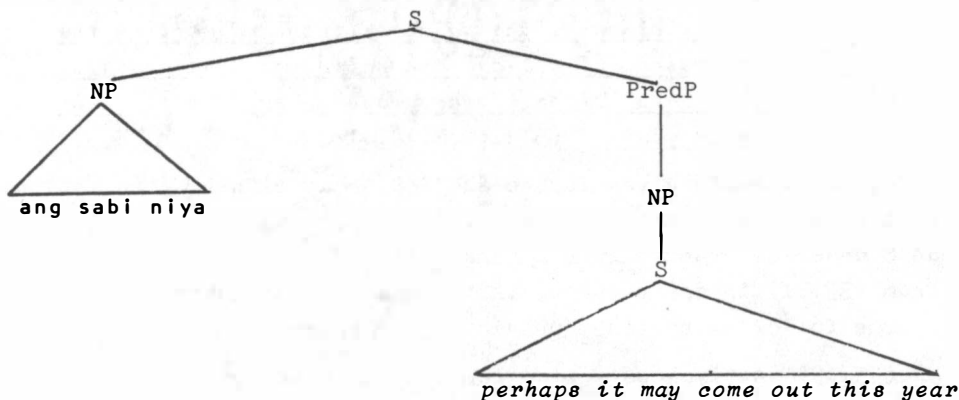 S
NP PredP
ang sabi niya
NP
S
perhaps it may come out this year